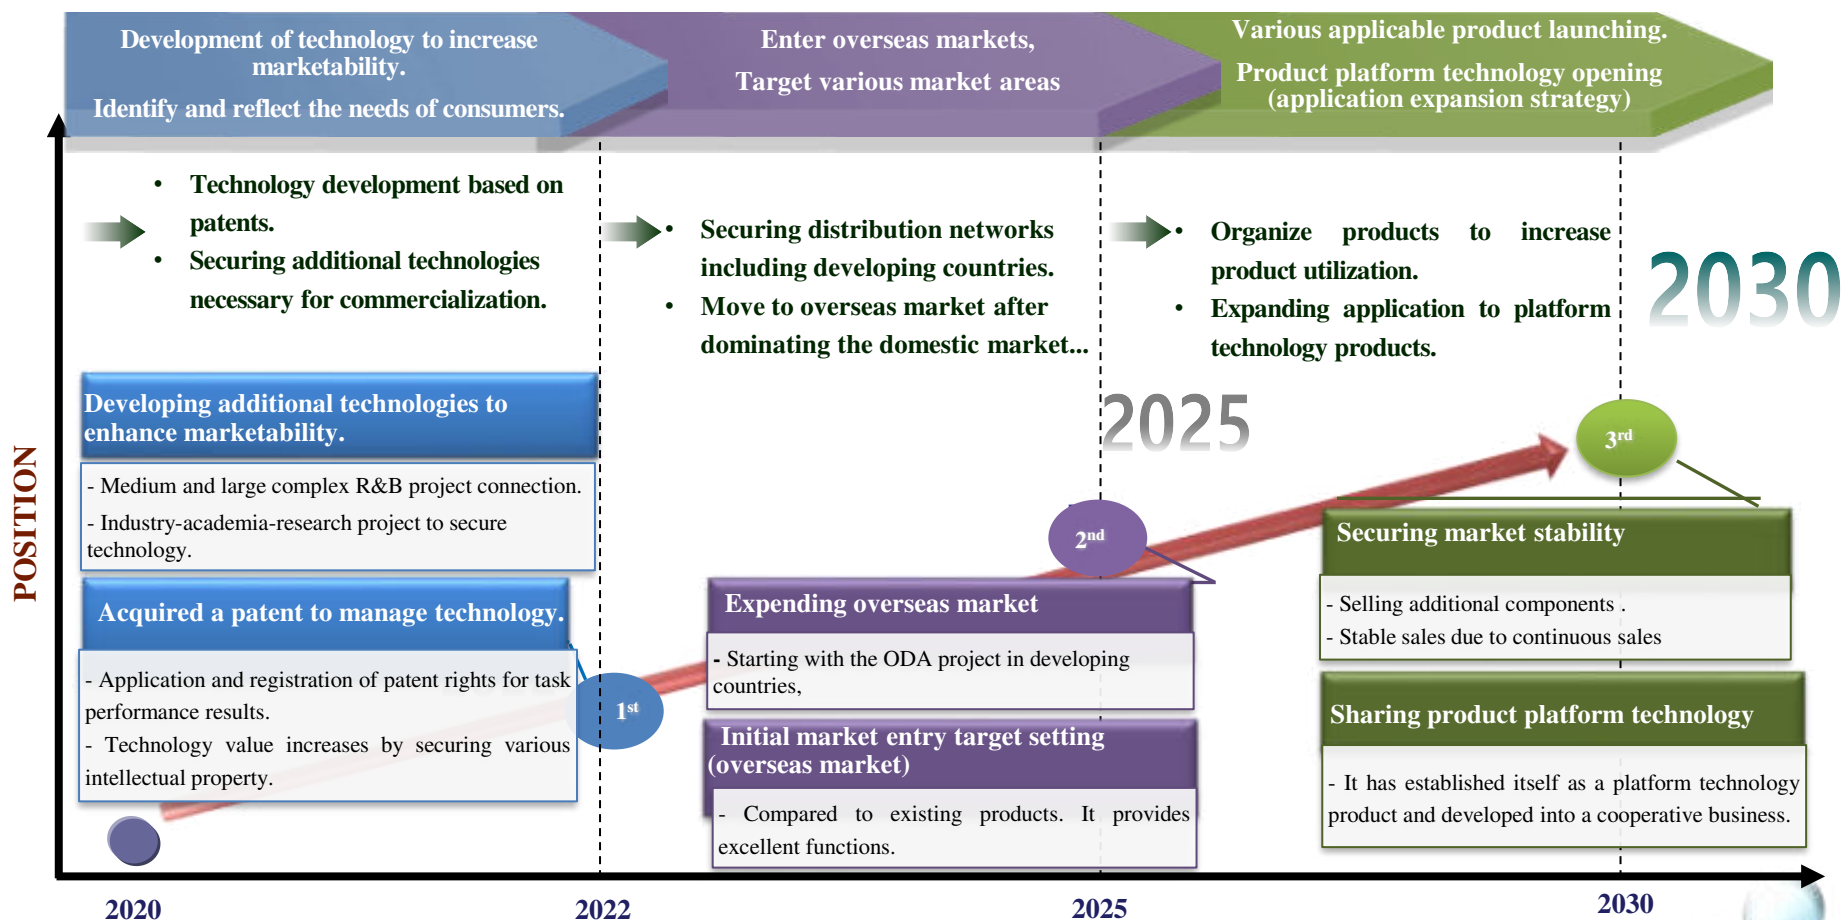 Development of technology to increase
marketability.
Identify and reflect the needs of consumers.
Enter overseas markets,
Target various market areas
Various applicable product launching.
Product platform technology opening
(application expansion strategy)
• Technology development based on
patents.
• Securing additional technologies
necessary for commercialization.
• Securing distribution networks
including developing countries.
• Move to overseas market after
dominating the domestic market...
• Organize products to increase
product utilization.
• Expanding application to platform
technology products.
2030
2025
POSITION
Developing additional technologies to
enhance marketability.
- Medium and large complex R&B project connection.
- Industry-academia-research project to secure
technology.
Acquired a patent to manage technology.
- Application and registration of patent rights for task
performance results.
- Technology value increases by securing various
intellectual property.
1st
2nd
Expending overseas market
- Starting with the ODA project in developing
countries,
Initial market entry target setting
(overseas market)
- Compared to existing products. It provides
excellent functions.
3rd
Securing market stability
- Selling additional components .
- Stable sales due to continuous sales
Sharing product platform technology
- It has established itself as a platform technology
product and developed into a cooperative business.
2020
2022
2025
2030